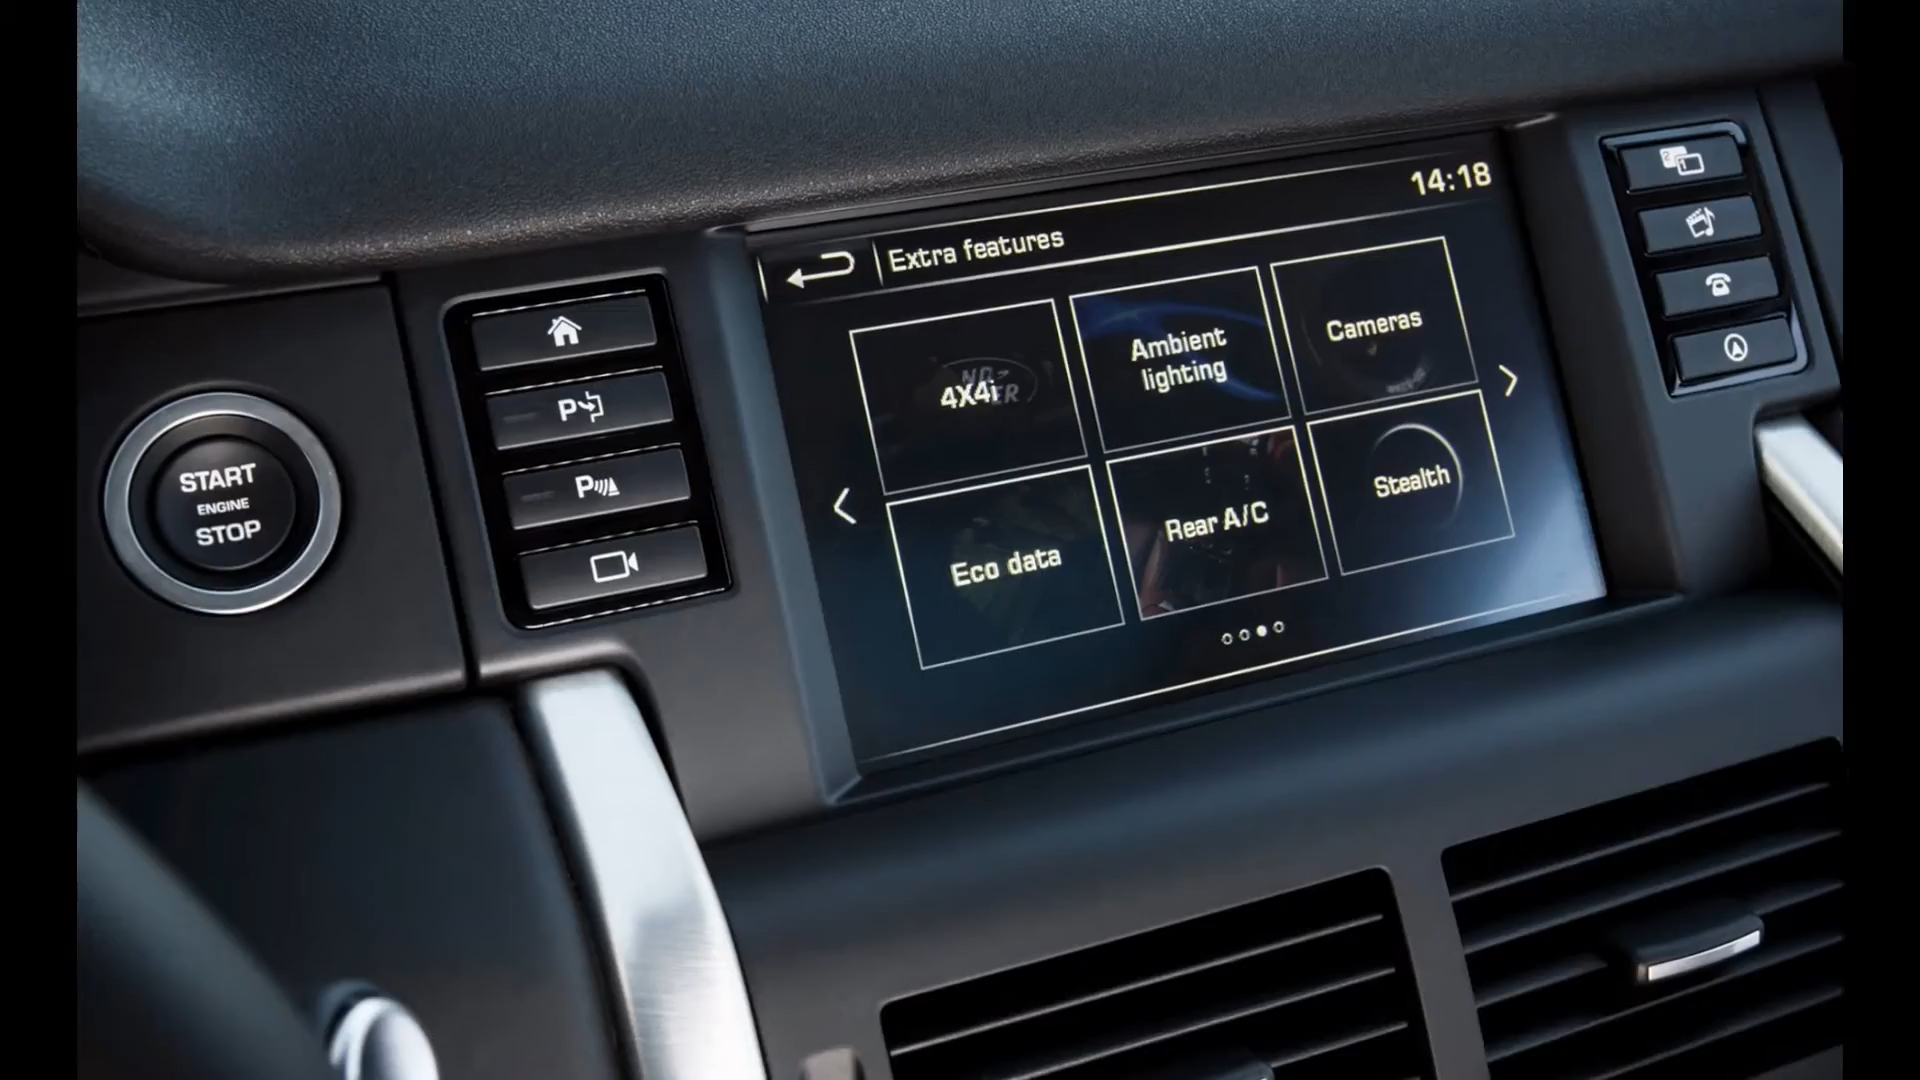 14:18
Extra features
4X4i
Ambient
lighting
Cameras
Eco data
Rear A/C
Stealth
START
ENGINE
STOP
P
P